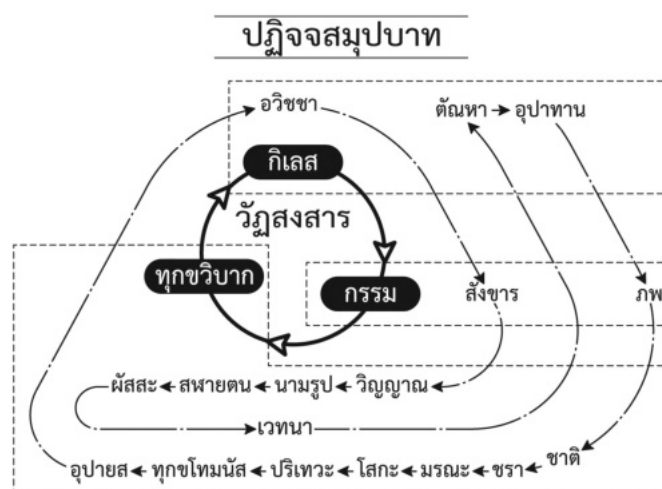 ปฏิจจสมุปบาท
อวิชชา ตัณหา อุปาทาน
กิเลส
วัฏสงสาร
ทุกขวิบาก กรรม สังขาร ภพ
ผัสสะ สฬายตน นามรูป วิญญาณ
เวทนา
อุปายส ทุกขโทมนัส ปริเทวะ โสกะ มรณะ ชรา ชาติ